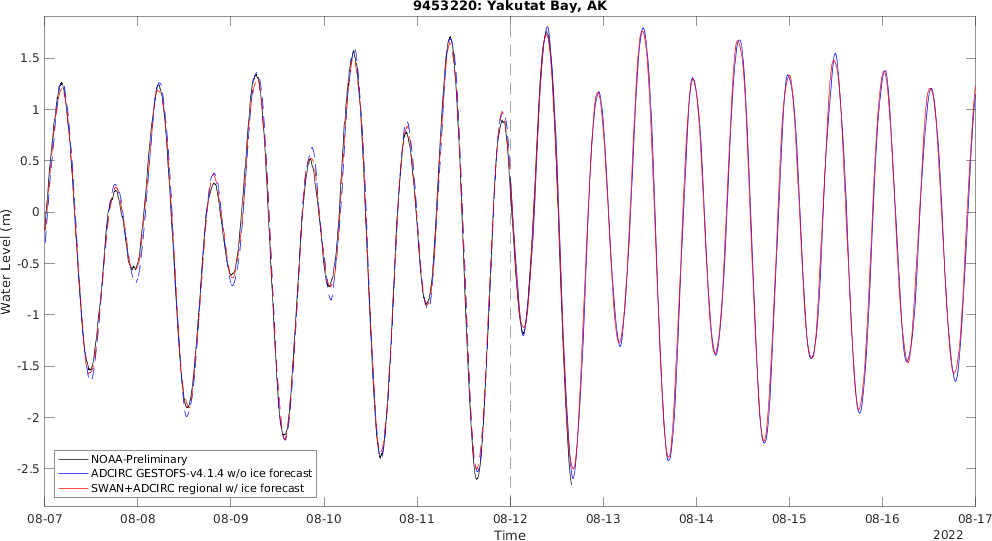 9453220: Yakutat Bay, AK
Water Level (m)
1.5
1
0.5
0
-0.5
-1
-1.5
-2
-2.5
NOAA-Preliminary
ADCIRC GESTOFS-v4.1.4 w/o ice forecast
SWAN+ADCIRC regional w/ ice forecast
08-07 08-08 08-09 08-10 08-11 08-12 08-13 08-14 08-15 08-16 08-17
Time
2022